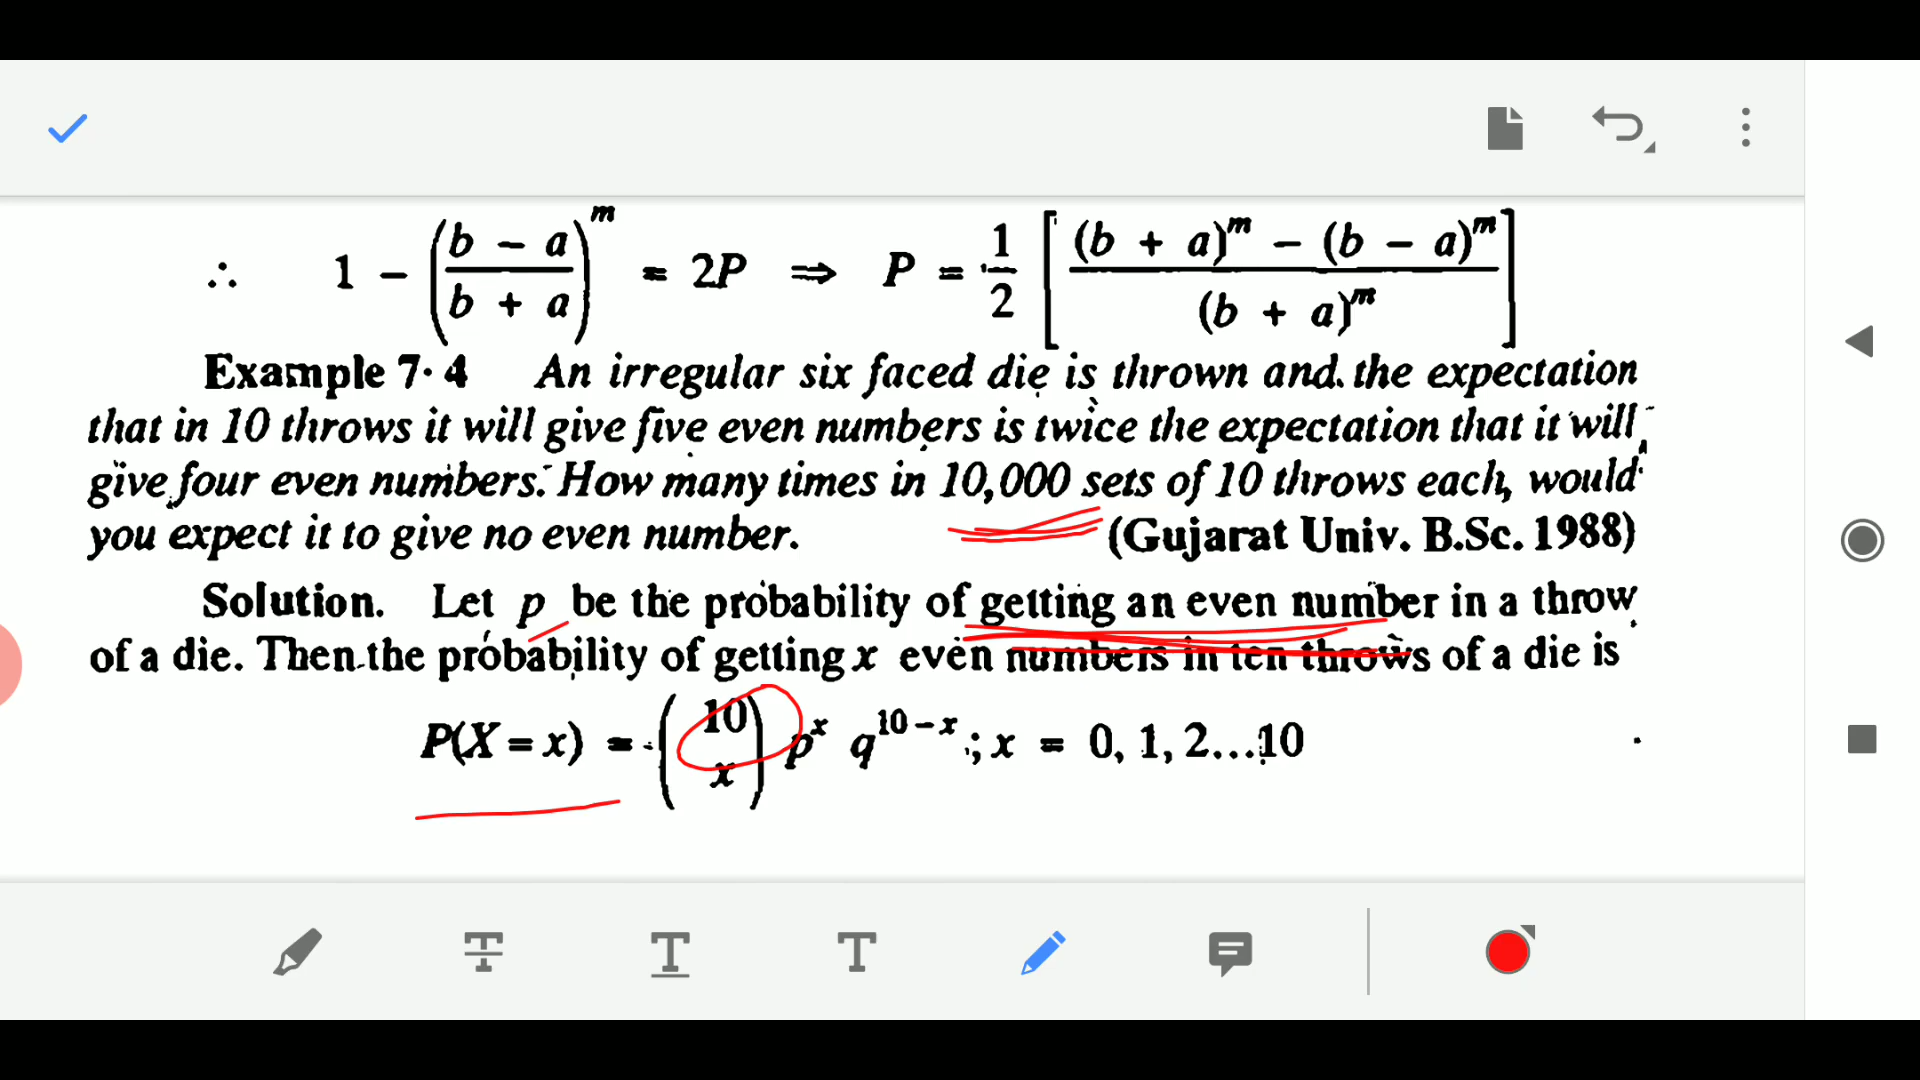 ∴ 1 − ((b − a)/(b + a))^m = 2P ⇒ P = 1/2 [((b + a)^m − (b − a)^m)/(b + a)^m]
Example 7·4 An irregular six faced die is thrown and the expectation
that in 10 throws it will give five even numbers is twice the expectation that it will
give four even numbers. How many times in 10,000 sets of 10 throws each, would
you expect it to give no even number. (Gujarat Univ. B.Sc. 1988)
Solution. Let p be the probability of getting an even number in a throw
of a die. Then the probability of getting x even numbers in ten throws of a die is
P(X = x) = (10 x) p^x q^(10 − x) ; x = 0, 1, 2...10